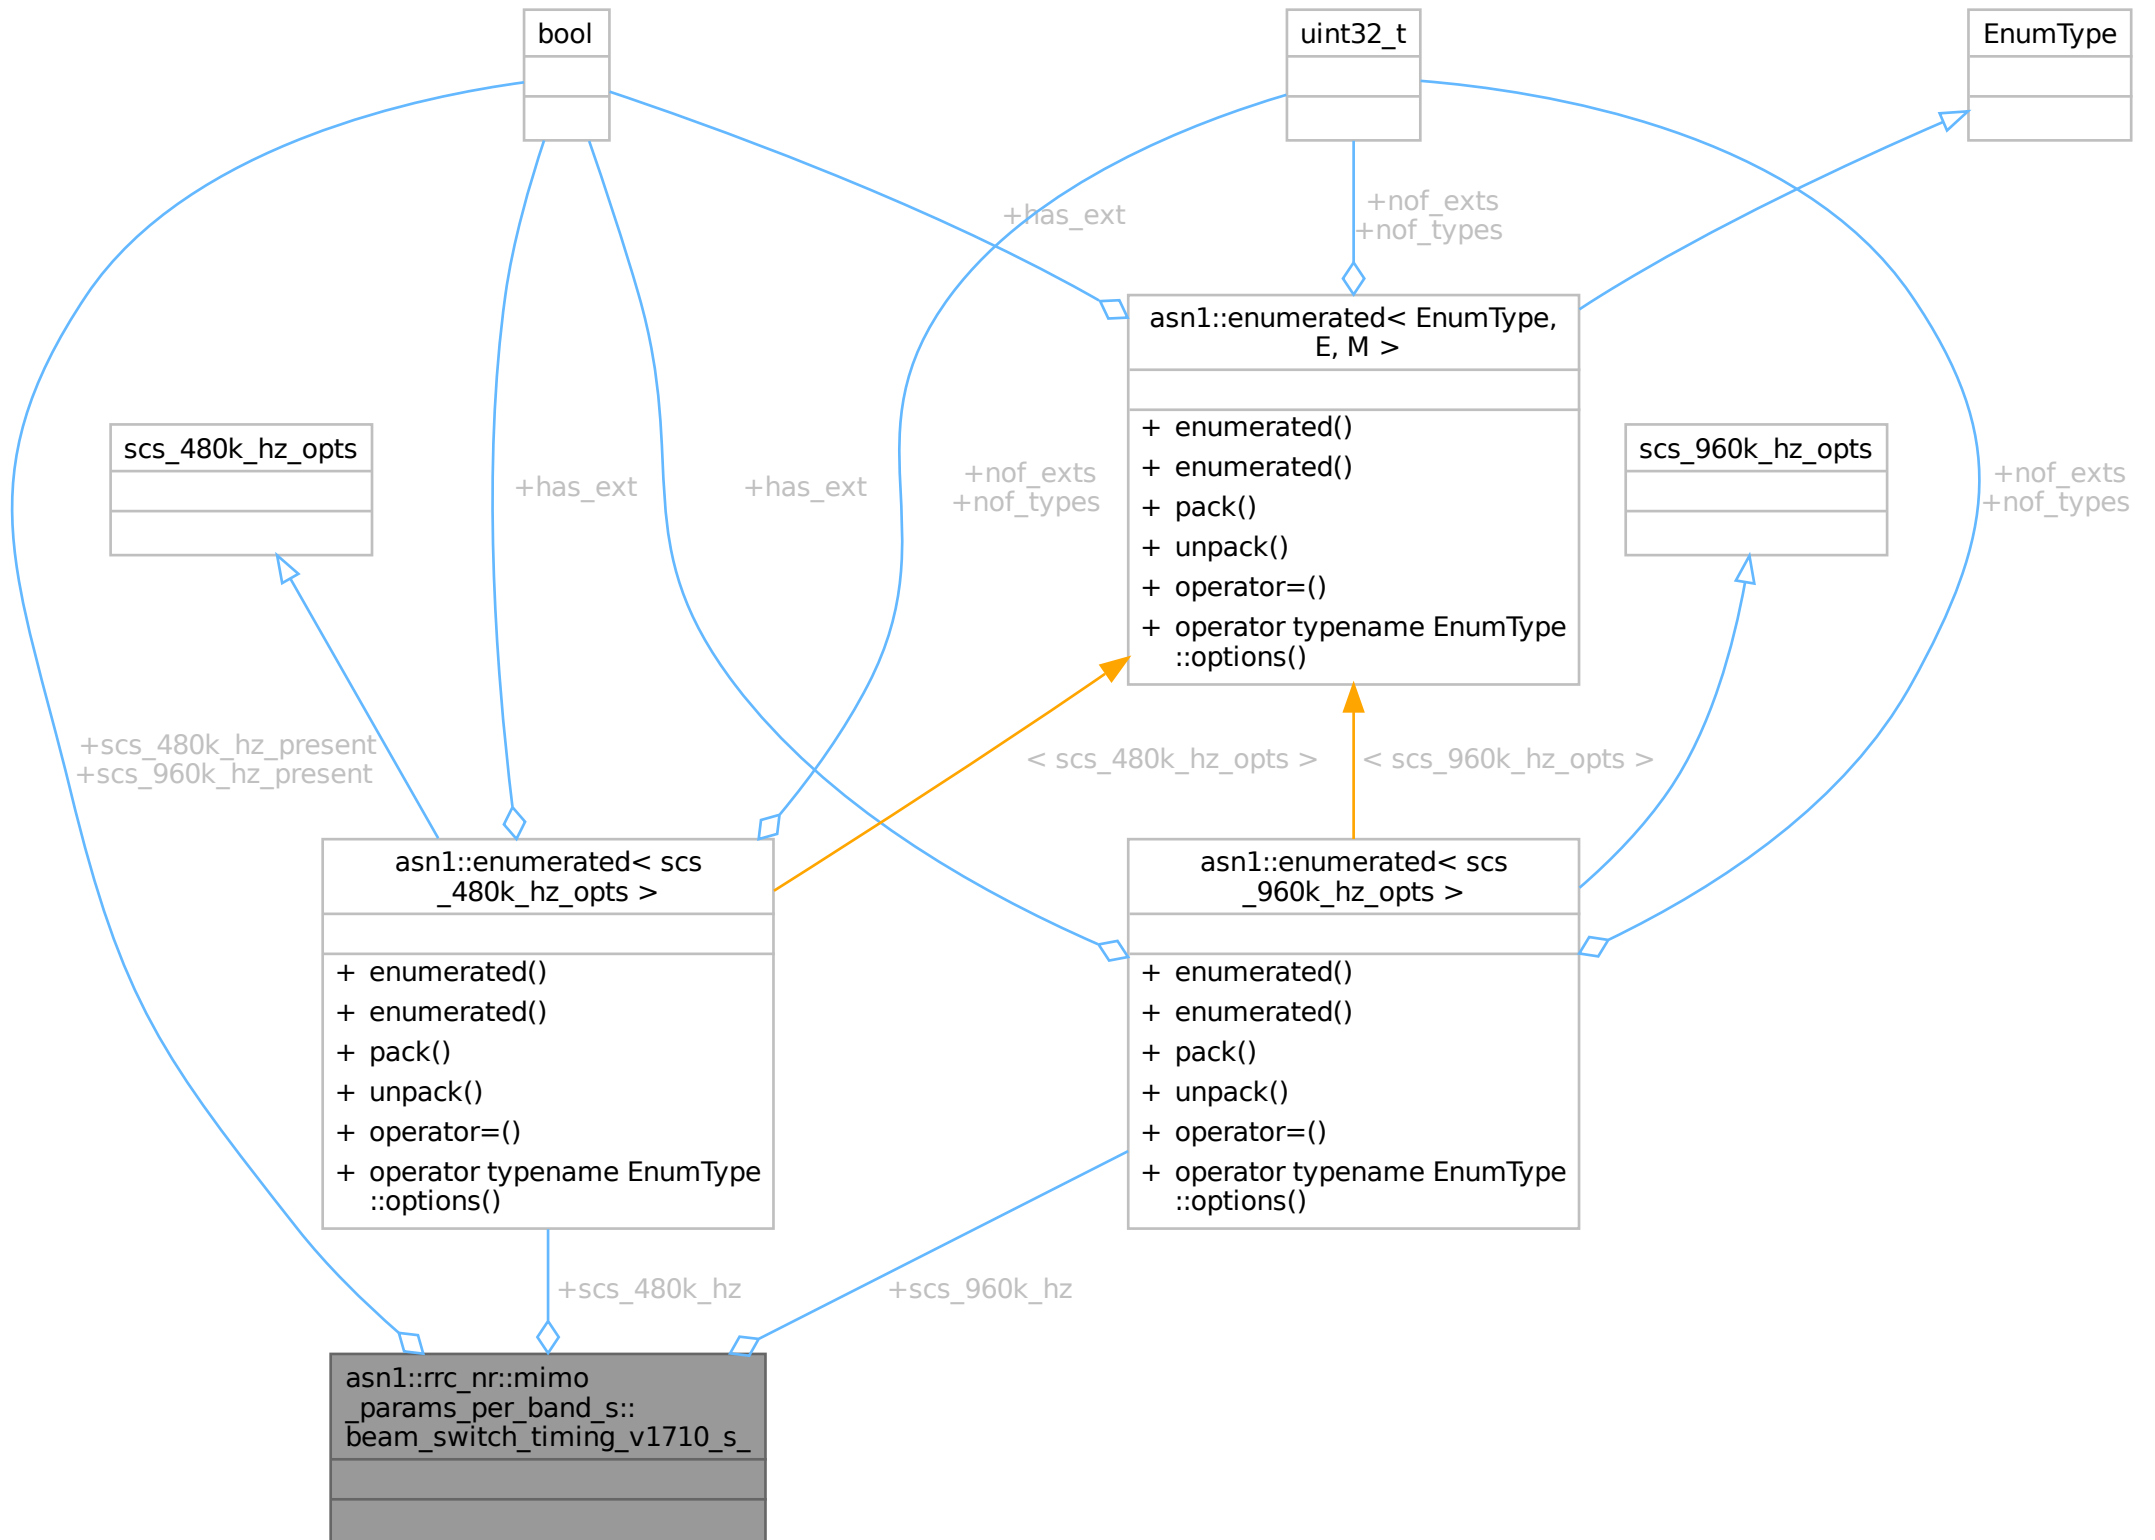 bool
uint32_t
EnumType
+has_ext
+nof_exts
+nof_types
asn1::enumerated< EnumType,
E, M >
+ enumerated()
+ enumerated()
+ pack()
+ unpack()
+ operator=()
+ operator typename EnumType
::options()
scs_480k_hz_opts
+has_ext
+has_ext
+nof_exts
+nof_types
scs_960k_hz_opts
+nof_exts
+nof_types
+scs_480k_hz_present
+scs_960k_hz_present
< scs_480k_hz_opts >
< scs_960k_hz_opts >
asn1::enumerated< scs
_480k_hz_opts >
+ enumerated()
+ enumerated()
+ pack()
+ unpack()
+ operator=()
+ operator typename EnumType
::options()
asn1::enumerated< scs
_960k_hz_opts >
+ enumerated()
+ enumerated()
+ pack()
+ unpack()
+ operator=()
+ operator typename EnumType
::options()
+scs_480k_hz
+scs_960k_hz
asn1::rrc_nr::mimo
_params_per_band_s::
beam_switch_timing_v1710_s_